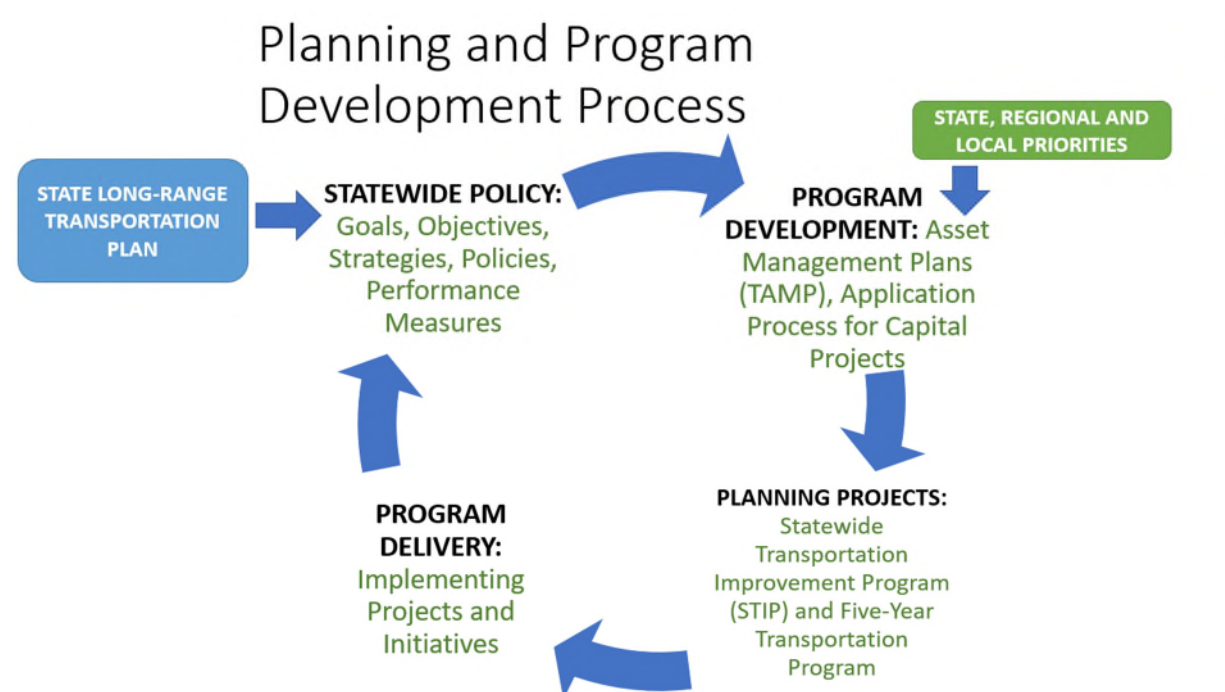 Planning and Program
Development Process
STATE, REGIONAL AND
LOCAL PRIORITIES
STATE LONG-RANGE
TRANSPORTATION
PLAN
STATEWIDE POLICY:
Goals, Objectives,
Strategies, Policies,
Performance
Measures
PROGRAM
DEVELOPMENT: Asset
Management Plans
(TAMP), Application
Process for Capital
Projects
PLANNING PROJECTS:
Statewide
Transportation
Improvement Program
(STIP) and Five-Year
Transportation
Program
PROGRAM
DELIVERY:
Implementing
Projects and
Initiatives